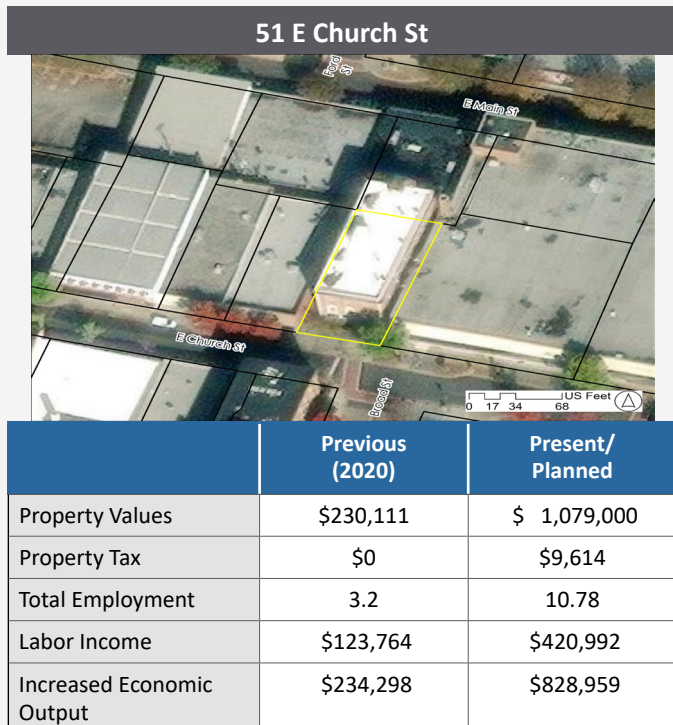 51 E Church St
Ford
St
E Main St
E Church St
Broad St
US Feet
0 17 34 68
Previous
(2020)
Present/
Planned
Property Values $230,111 $ 1,079,000
Property Tax $0 $9,614
Total Employment 3.2 10.78
Labor Income $123,764 $420,992
Increased Economic
Output $234,298 $828,959